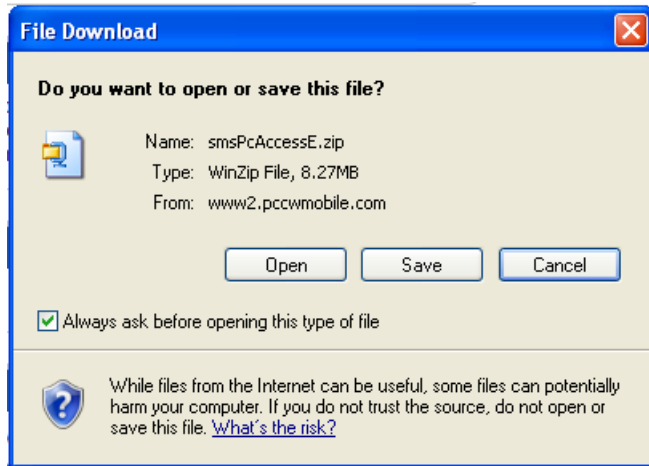 File Download
Do you want to open or save this file?
Name: smsPcAccessE.zip
Type: WinZip File, 8.27MB
From: www2.pccwmobile.com
Open Save Cancel
Always ask before opening this type of file
While files from the Internet can be useful, some files can potentially
harm your computer. If you do not trust the source, do not open or
save this file. What's the risk?